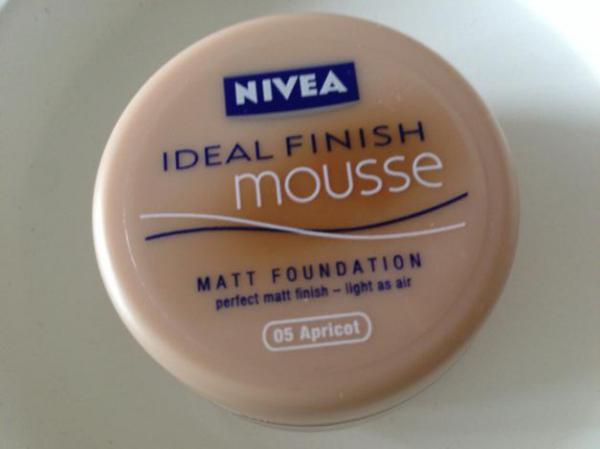 NIVEA
IDEAL FINISH
mousse
MATT FOUNDATION
perfect matt finish – light as air
05 Apricot